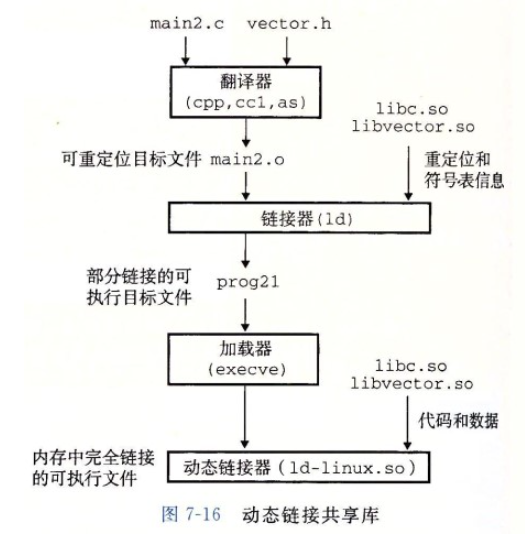 main2.c vector.h
翻译器
(cpp,cc1,as)
libc.so
libvector.so
可重定位目标文件 main2.o
重定位和
符号表信息
链接器(ld)
部分链接的可
执行目标文件
prog21
加载器
(execve)
libc.so
libvector.so
代码和数据
内存中完全链接
的可执行文件
动态链接器(ld-linux.so)
图 7-16 动态链接共享库